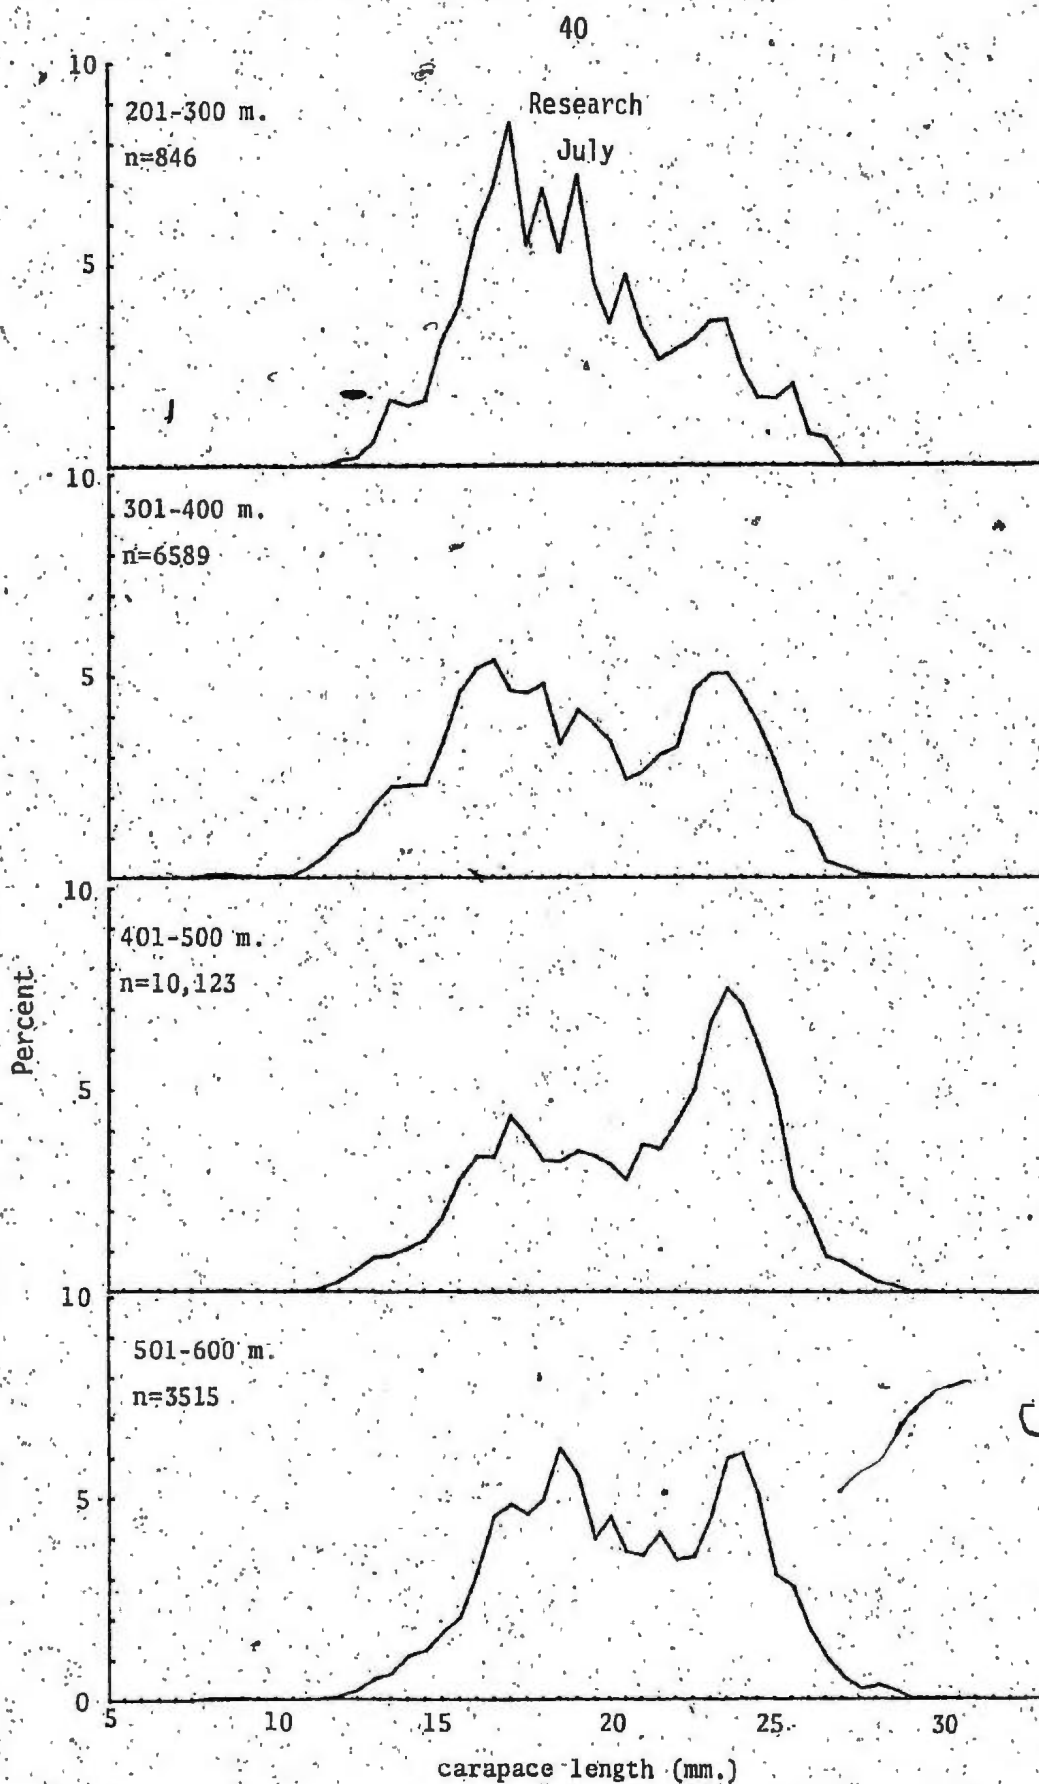 40
10
201-300 m.
n=846
Research
July
5
10
301-400 m.
n=6589
5
10
401-500 m.
n=10,123
Percent
5
10
501-600 m.
n=3515
5
0
5 10 15 20 25 30
carapace length (mm.)